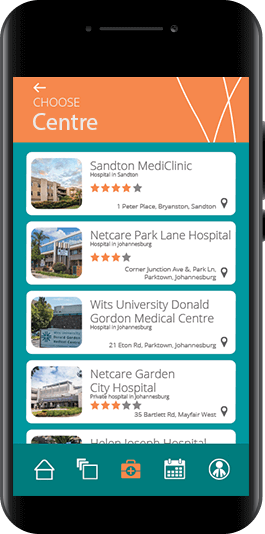 CHOOSE
Centre
Sandton MediClinic
Hospital in Sandton
1 Peter Place, Bryanston, Sandton
Netcare Park Lane Hospital
Hospital in johannesburg
Corner Junction Ave &, Park Ln,
Parktown, Johannesburg
Wits University Donald
Gordon Medical Centre
Hospital in Johannesburg
21 Eton Rd, Parktown, Johannesburg
Netcare Garden
City Hospital
Private hospital in Johannesburg
35 Bartlett Rd, Mayfair West
Helen Joseph Hospital